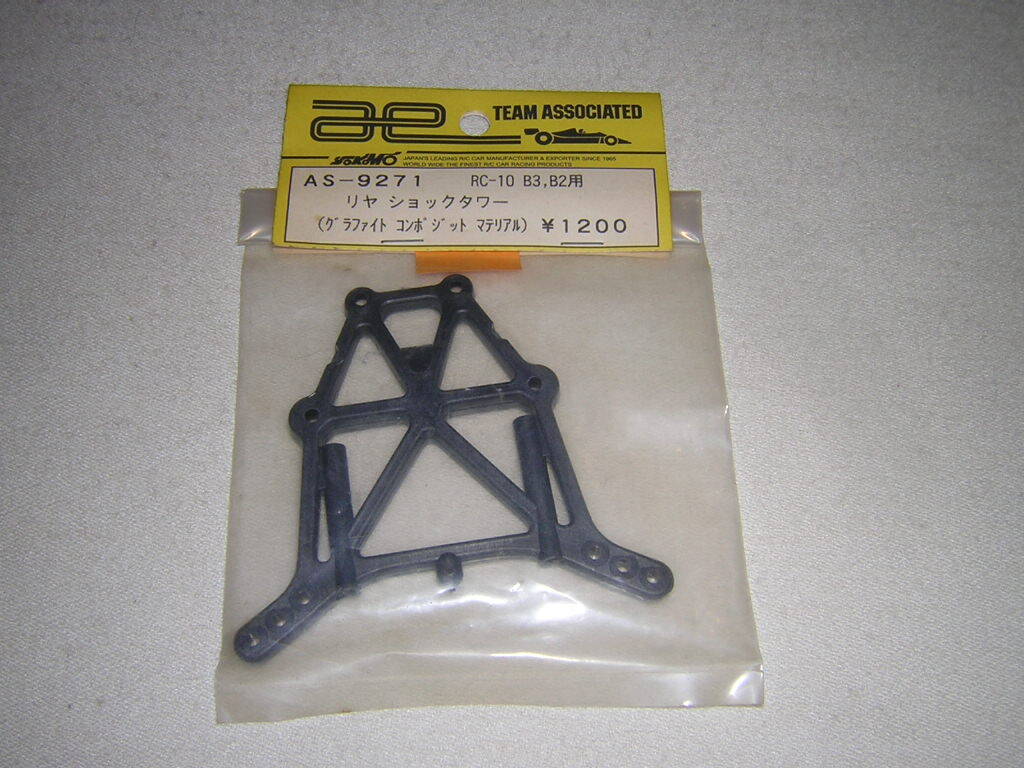 ae TEAM ASSOCIATED
YOKOMO JAPAN'S LEADING R/C CAR MANUFACTURER & EXPORTER SINCE 1965
WORLD WIDE THE FINEST R/C CAR RACING PRODUCTS
AS-9271 RC-10 B3,B2用
リヤ ショックタワー
(グラファイト コンポジット マテリアル) ¥1200